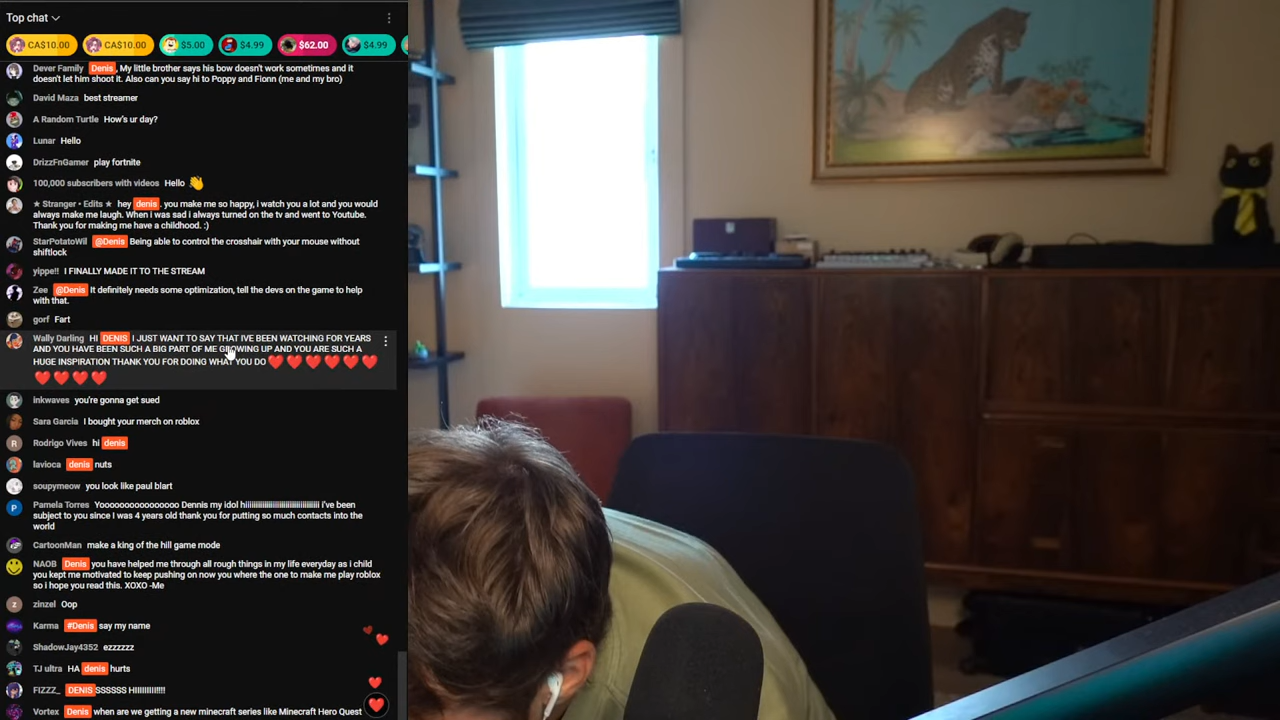 Top chat
CA$10.00
CA$10.00
$5.00
$4.99
$62.00
$4.99
Dever Family Denis, My little brother says his bow doesn't work sometimes and it
doesn't let him shoot it. Also can you say hi to Poppy and Fionn (me and my bro)
David Maza best streamer
A Random Turtle How's ur day?
Lunar Hello
DrizzFnGamer play fortnite
100,000 subscribers with videos Hello 👋
★ Stranger • Edits ★ hey denis. you make me so happy, i watch you a lot and you would
always make me laugh. When i was sad i always turned on the tv and went to Youtube.
Thank you for making me have a childhood. :)
StarPotatoWil @Denis Being able to control the crosshair with your mouse without
shiftlock
yippe!! I FINALLY MADE IT TO THE STREAM
Zee @Denis It definitely needs some optimization, tell the devs on the game to help
with that.
gorf Fart
Wally Darling HI DENIS I JUST WANT TO SAY THAT IVE BEEN WATCHING FOR YEARS
AND YOU HAVE BEEN SUCH A BIG PART OF ME GROWING UP AND YOU ARE SUCH A
HUGE INSPIRATION THANK YOU FOR DOING WHAT YOU DO ❤️❤️❤️❤️❤️❤️
❤️❤️❤️❤️
inkwaves you're gonna get sued
Sara Garcia I bought your merch on roblox
R
Rodrigo Vives hi denis
lavioca denis nuts
soupymeow you look like paul blart
P
Pamela Torres Yooooooooooooooo Dennis my idol hiiiiiiiiiiiiiiiiiiiiiiiiiiiiiiii i've been
subject to you since I was 4 years old thank you for putting so much contacts into the
world
CartoonMan make a king of the hill game mode
NAOB Denis you have helped me through all rough things in my life everyday as i child
you kept me motivated to keep pushing on now you where the one to make me play roblox
so i hope you read this. XOXO -Me
z
zinzel Oop
Karma #Denis say my name
ShadowJay4352 ezzzzzz
TJ ultra HA denis hurts
FIZZZ_ DENISSSSSSS HIIIIIIIIII!!!!
Vortex Denis when are we getting a new minecraft series like Minecraft Hero Quest